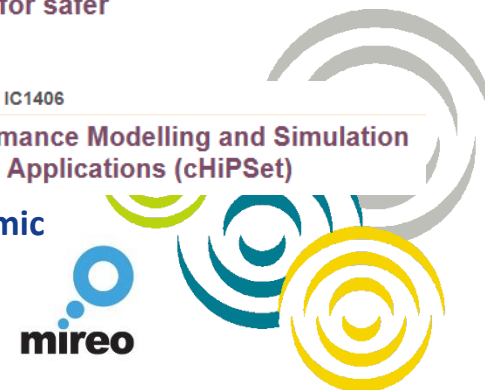 for safer
IC1406
mance Modelling and Simulation
Applications (cHiPSet)
mic
mireo